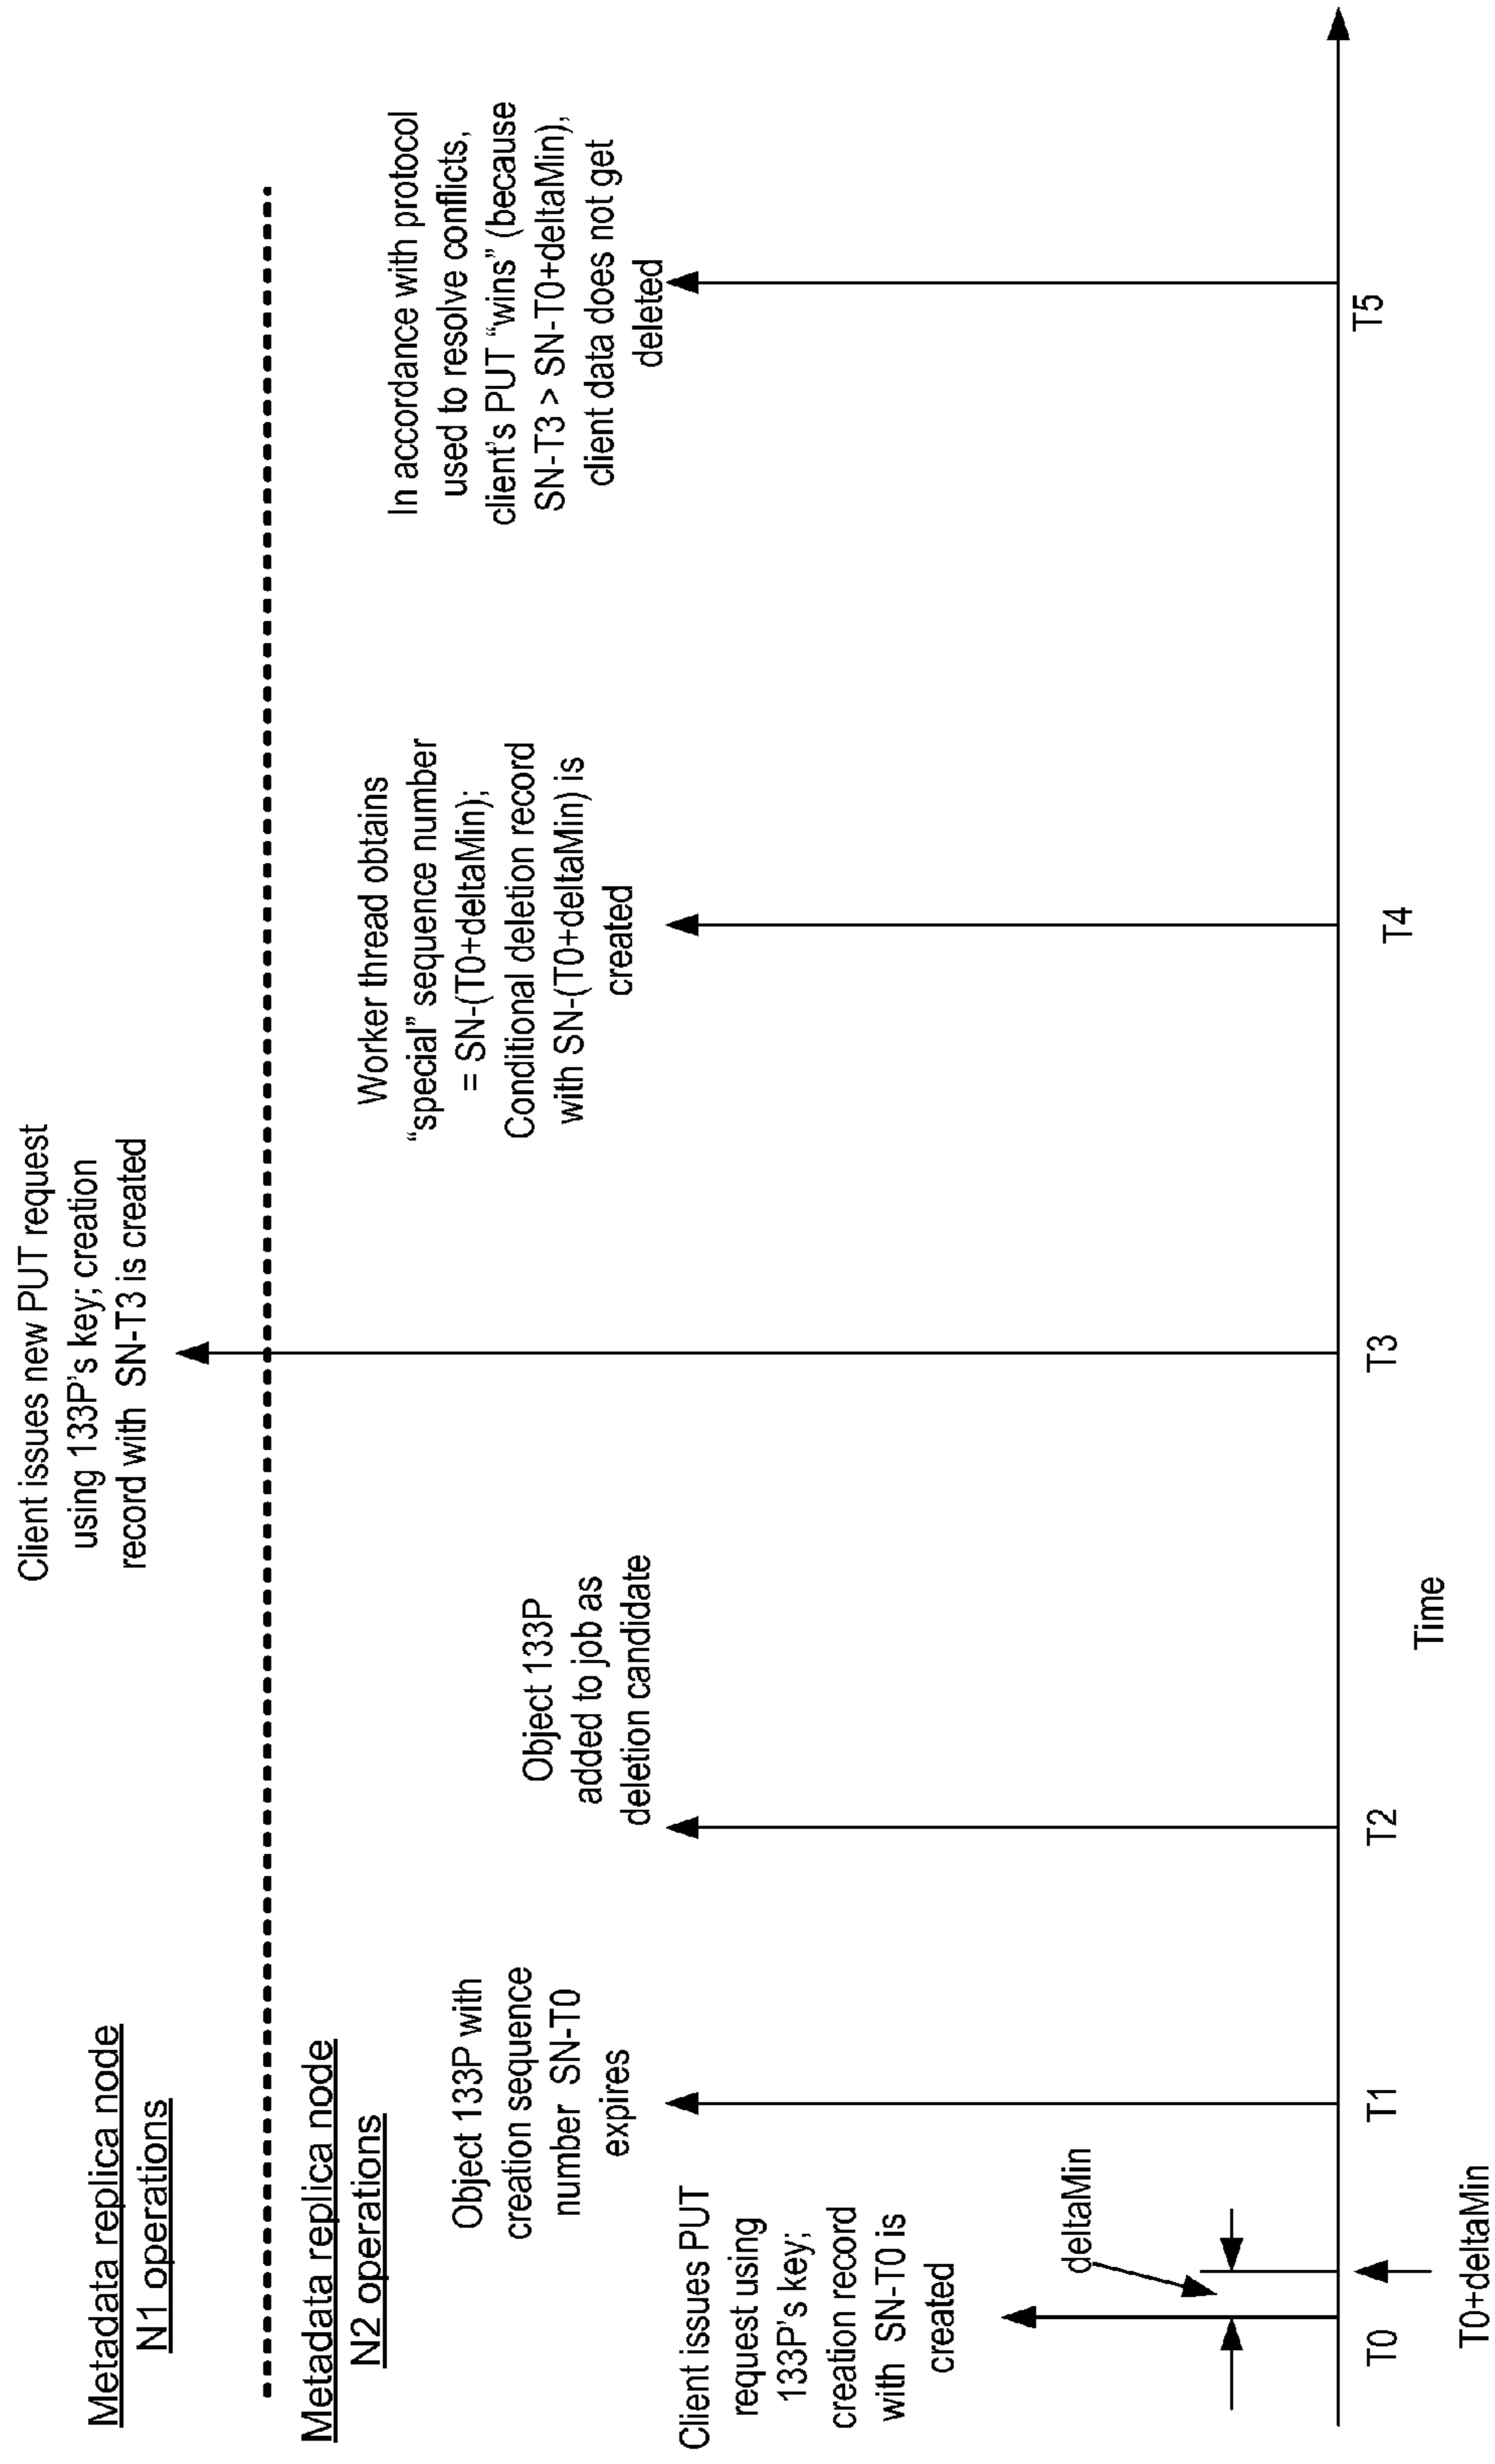 Metadata replica node
N1 operations
Client issues new PUT request
using 133P's key; creation
record with SN-T3 is created
Metadata replica node
N2 operations
Client issues PUT
request using
133P's key;
creation record
with SN-T0 is
created
Object 133P with
creation sequence
number SN-T0
expires
Object 133P
added to job as
deletion candidate
Worker thread obtains
“special” sequence number
= SN-(T0+deltaMin);
Conditional deletion record
with SN-(T0+deltaMin) is
created
In accordance with protocol
used to resolve conflicts,
client's PUT “wins” (because
SN-T3 > SN-T0+deltaMin),
client data does not get
deleted
deltaMin
T0
T1
T2
T3
T4
T5
T0+deltaMin
Time